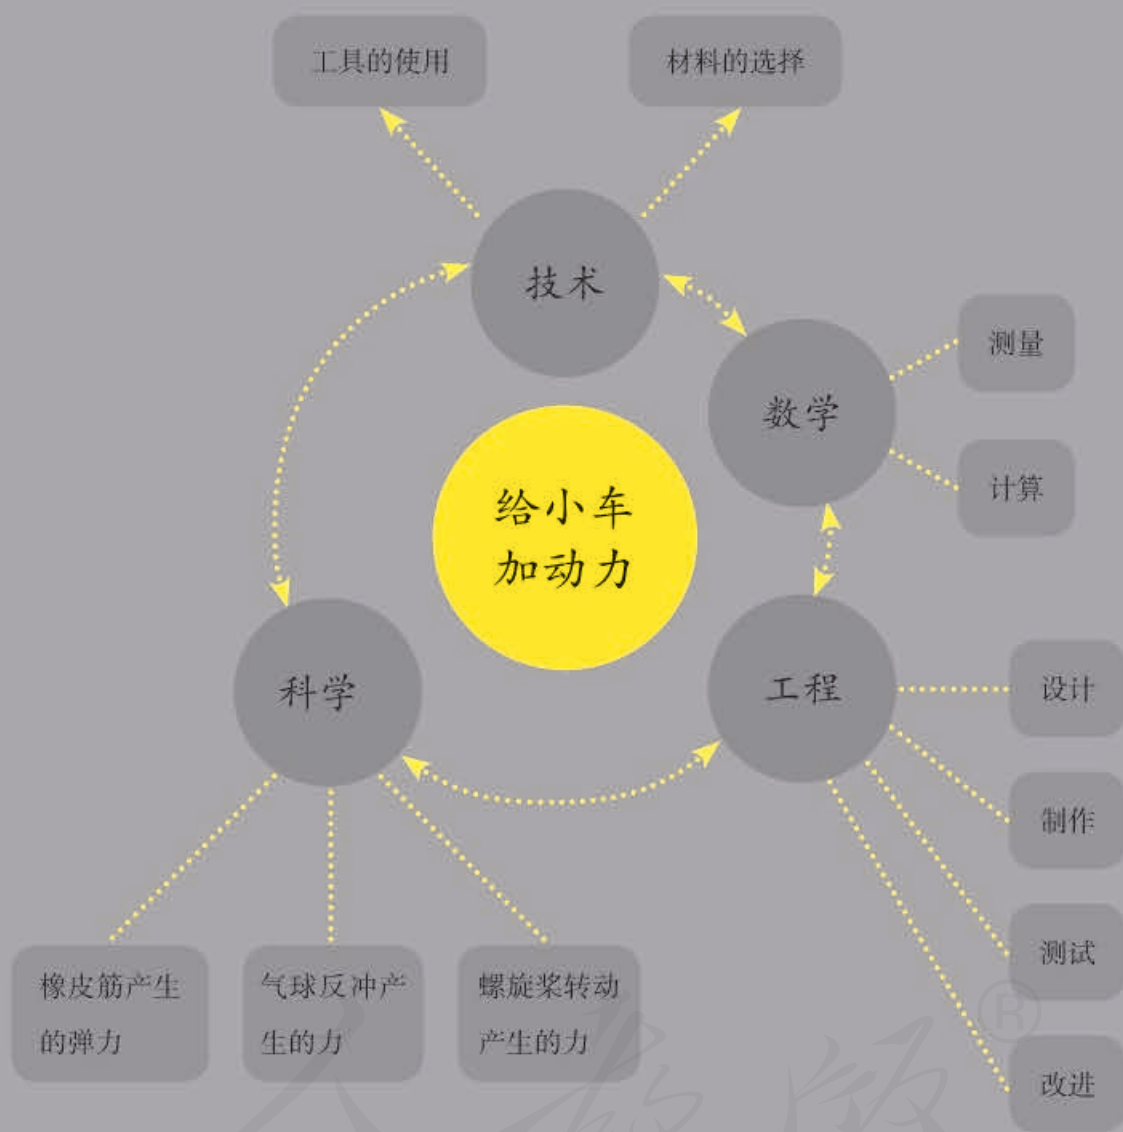 工具的使用
材料的选择
技术
数学
测量
计算
给小车
加动力
科学
工程
设计
制作
测试
改进
橡皮筋产生
的弹力
气球反冲产
生的力
螺旋桨转动
产生的力
人教版®